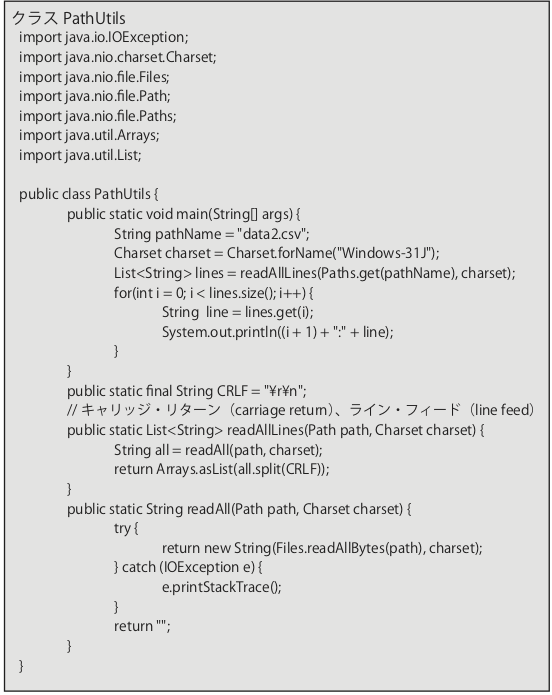 クラス PathUtils
import java.io.IOException;
import java.nio.charset.Charset;
import java.nio.file.Files;
import java.nio.file.Path;
import java.nio.file.Paths;
import java.util.Arrays;
import java.util.List;

public class PathUtils {
	public static void main(String[] args) {
		String pathName = "data2.csv";
		Charset charset = Charset.forName("Windows-31J");
		List<String> lines = readAllLines(Paths.get(pathName), charset);
		for(int i = 0; i < lines.size(); i++) {
			String  line = lines.get(i);
			System.out.println((i + 1) + ":" + line);
		}
	}
	public static final String CRLF = "¥r¥n";
	// キャリッジ・リターン（carriage return）、ライン・フィード（line feed）
	public static List<String> readAllLines(Path path, Charset charset) {
		String all = readAll(path, charset);
		return Arrays.asList(all.split(CRLF));
	}
	public static String readAll(Path path, Charset charset) {
		try {
			return new String(Files.readAllBytes(path), charset);
		} catch (IOException e) {
			e.printStackTrace();
		}
		return "";
	}
}